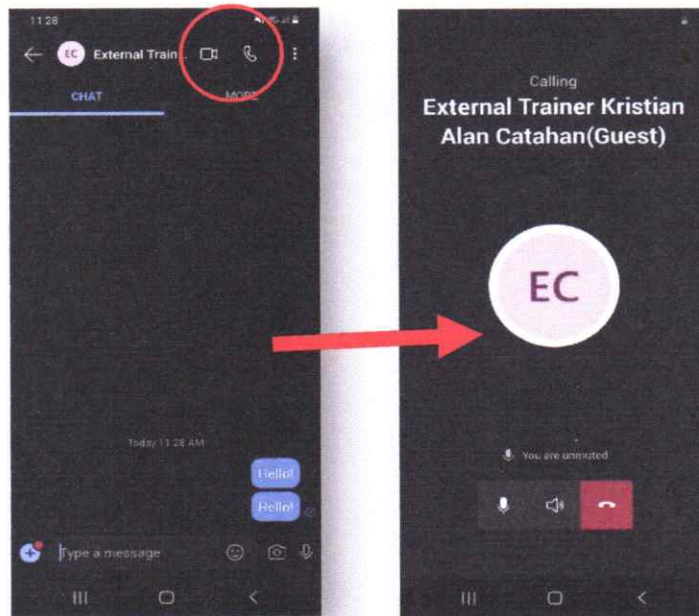 11:28
EC External Train...
CHAT MORE
Today 11:28 AM
Hello!
Hello!
Type a message
Calling
External Trainer Kristian
Alan Catahan(Guest)
EC
You are unmuted